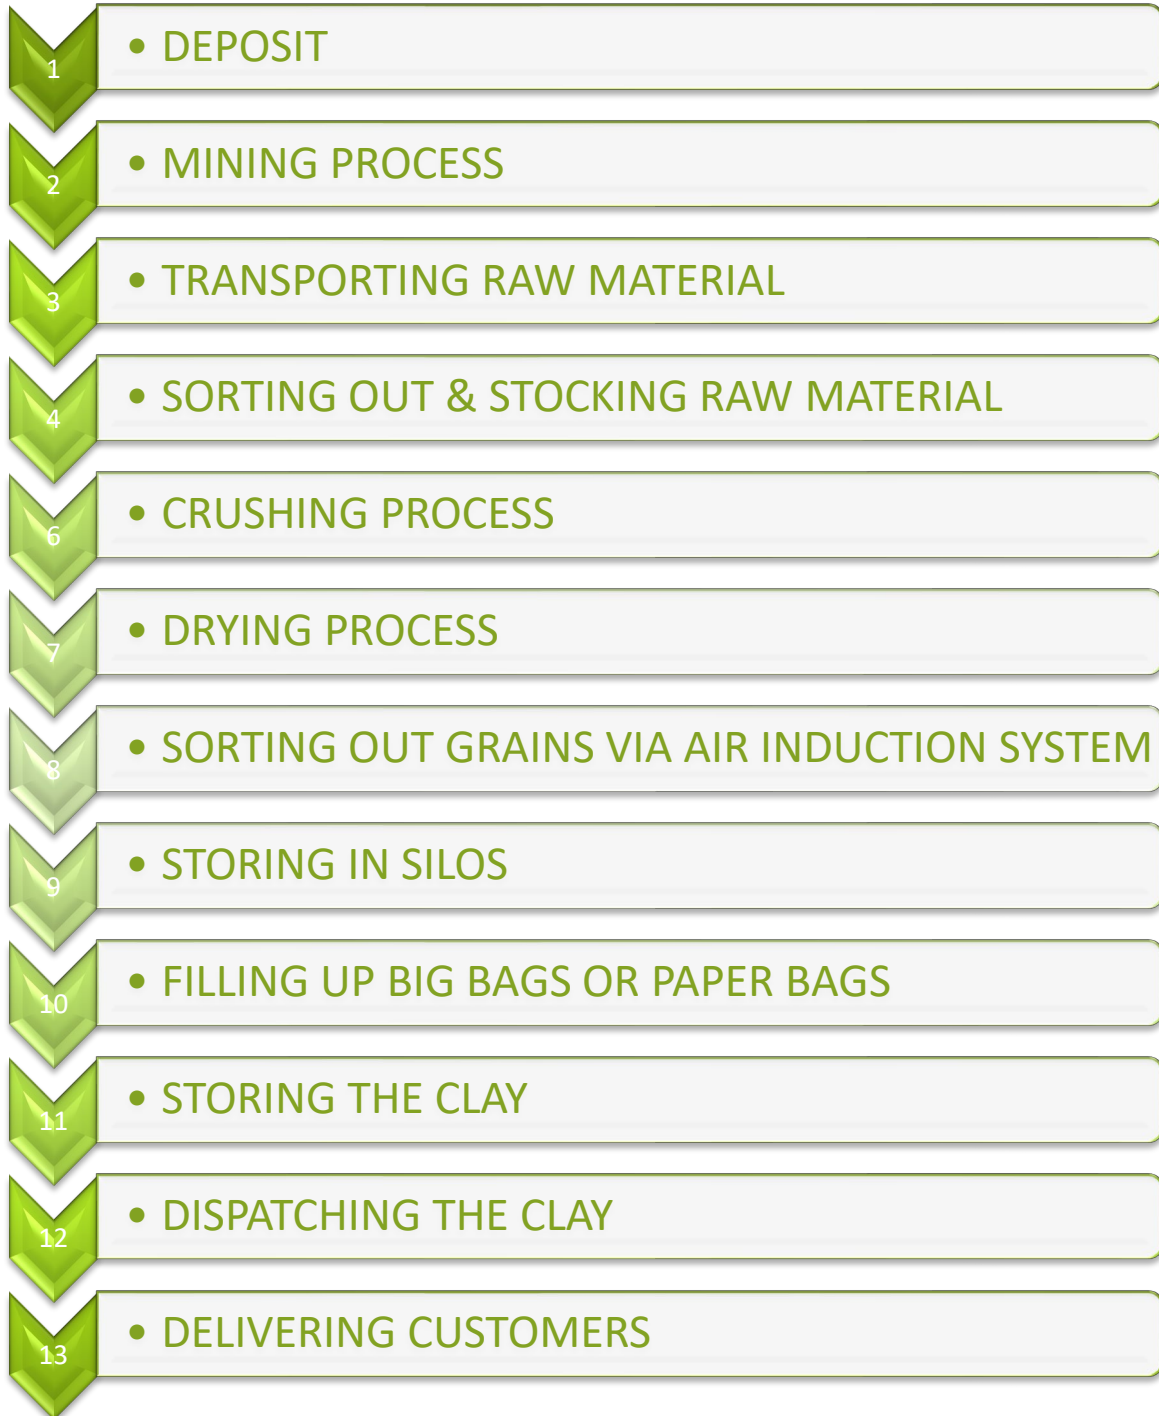 1
• DEPOSIT
2
• MINING PROCESS
3
• TRANSPORTING RAW MATERIAL
4
• SORTING OUT & STOCKING RAW MATERIAL
6
• CRUSHING PROCESS
7
• DRYING PROCESS
8
• SORTING OUT GRAINS VIA AIR INDUCTION SYSTEM
9
• STORING IN SILOS
10
• FILLING UP BIG BAGS OR PAPER BAGS
11
• STORING THE CLAY
12
• DISPATCHING THE CLAY
13
• DELIVERING CUSTOMERS